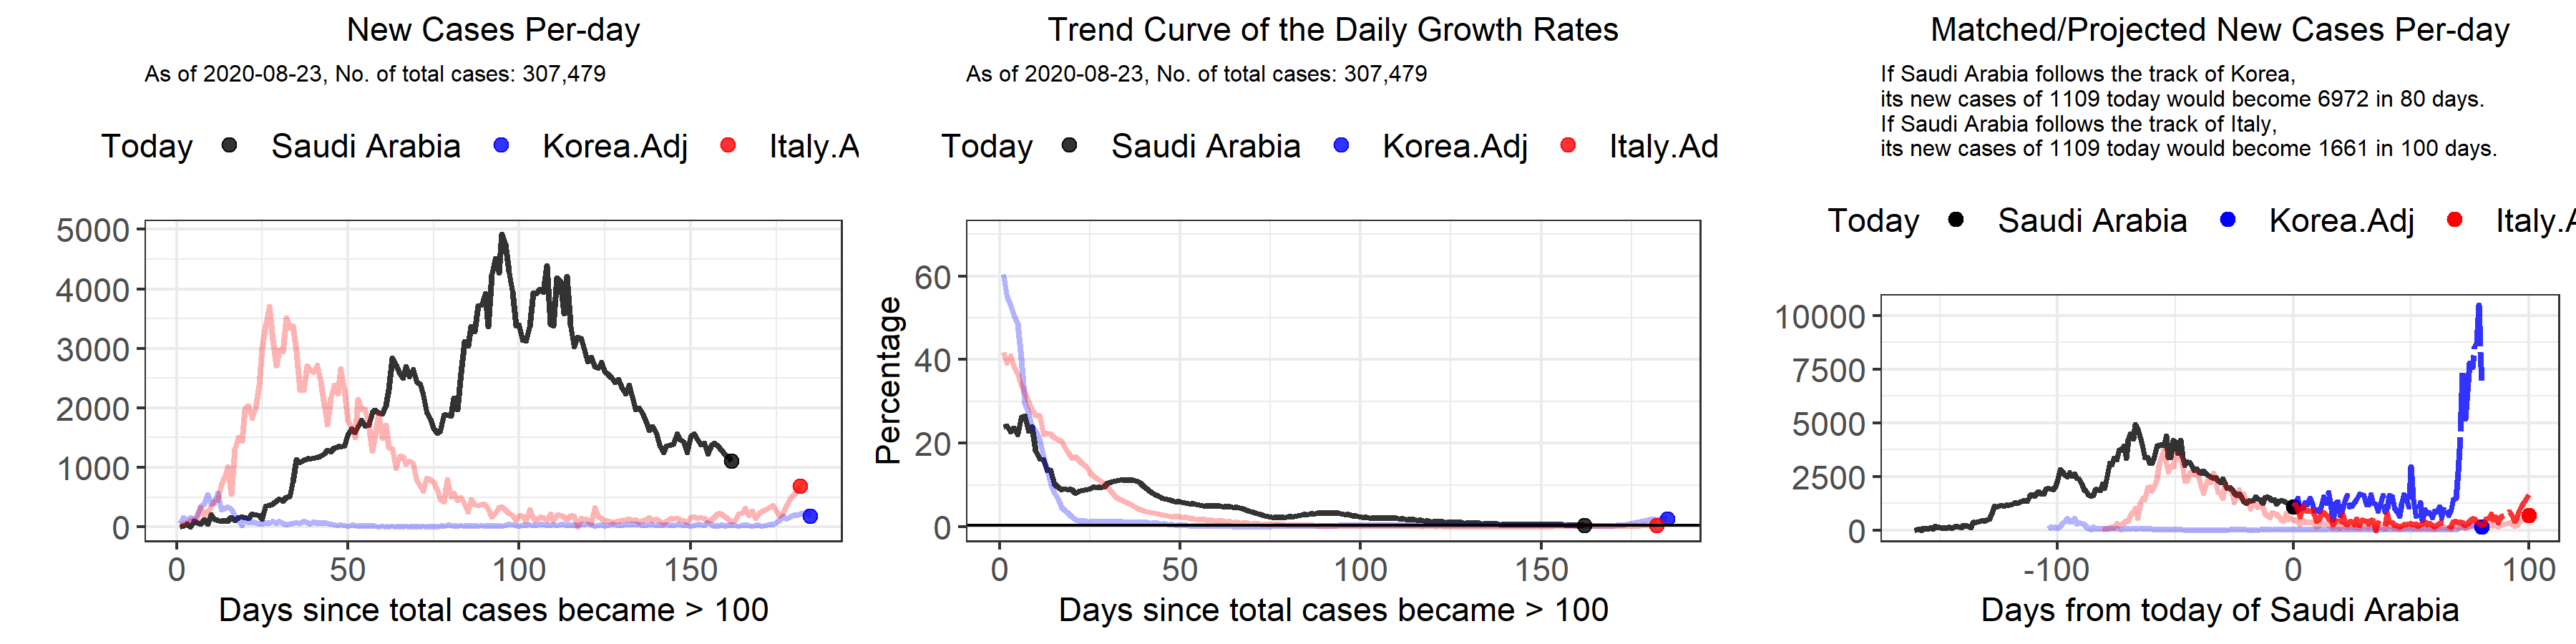 New Cases Per-day
As of 2020-08-23, No. of total cases: 307,479
Today Saudi Arabia Korea.Adj Italy.A
5000
4000
3000
2000
1000
0
0 50 100 150
Days since total cases became > 100
Trend Curve of the Daily Growth Rates
As of 2020-08-23, No. of total cases: 307,479
Today Saudi Arabia Korea.Adj Italy.Ad
Percentage
60
40
20
0
0 50 100 150
Days since total cases became > 100
Matched/Projected New Cases Per-day
If Saudi Arabia follows the track of Korea,
its new cases of 1109 today would become 6972 in 80 days.
If Saudi Arabia follows the track of Italy,
its new cases of 1109 today would become 1661 in 100 days.
Today Saudi Arabia Korea.Adj Italy.A
10000
7500
5000
2500
0
-100 0 100
Days from today of Saudi Arabia